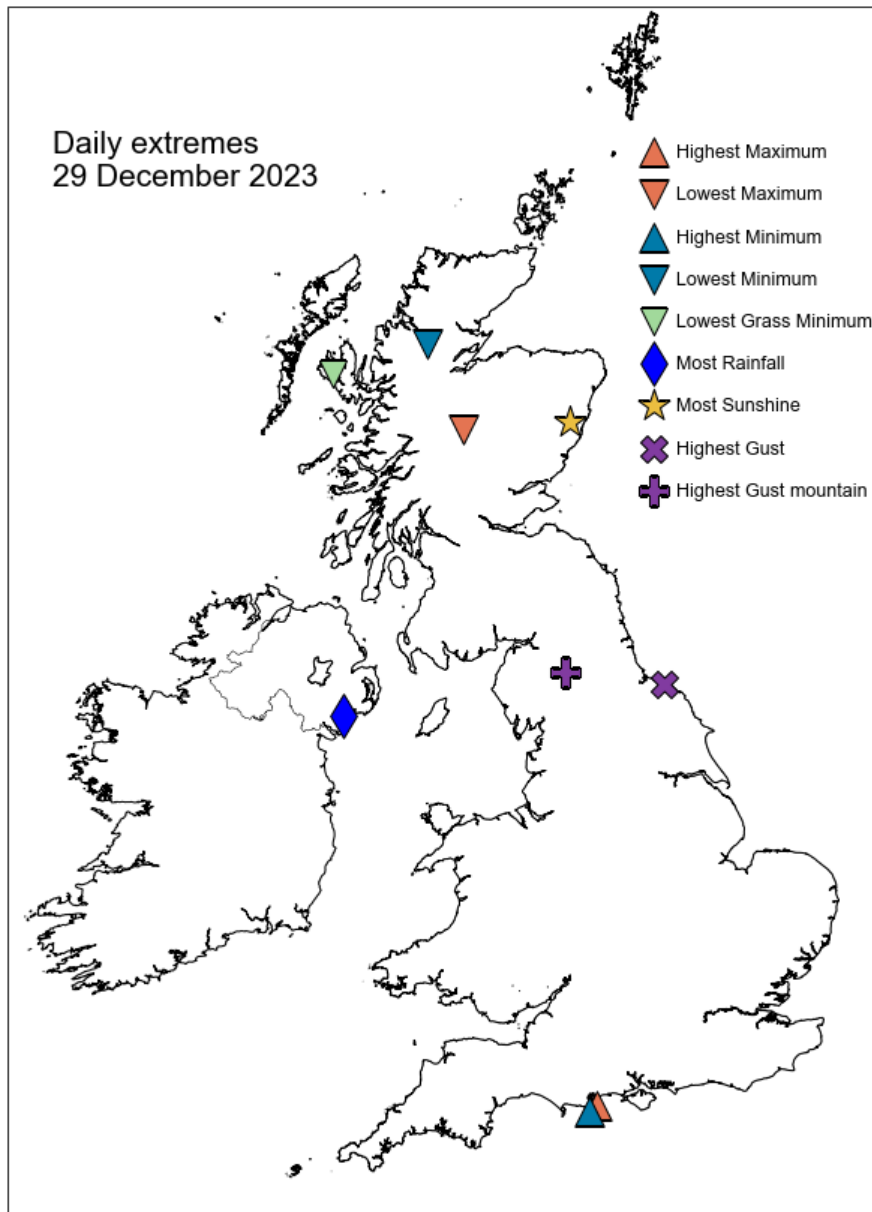 Daily extremes
29 December 2023
Highest Maximum
Lowest Maximum
Highest Minimum
Lowest Minimum
Lowest Grass Minimum
Most Rainfall
Most Sunshine
Highest Gust
Highest Gust mountain